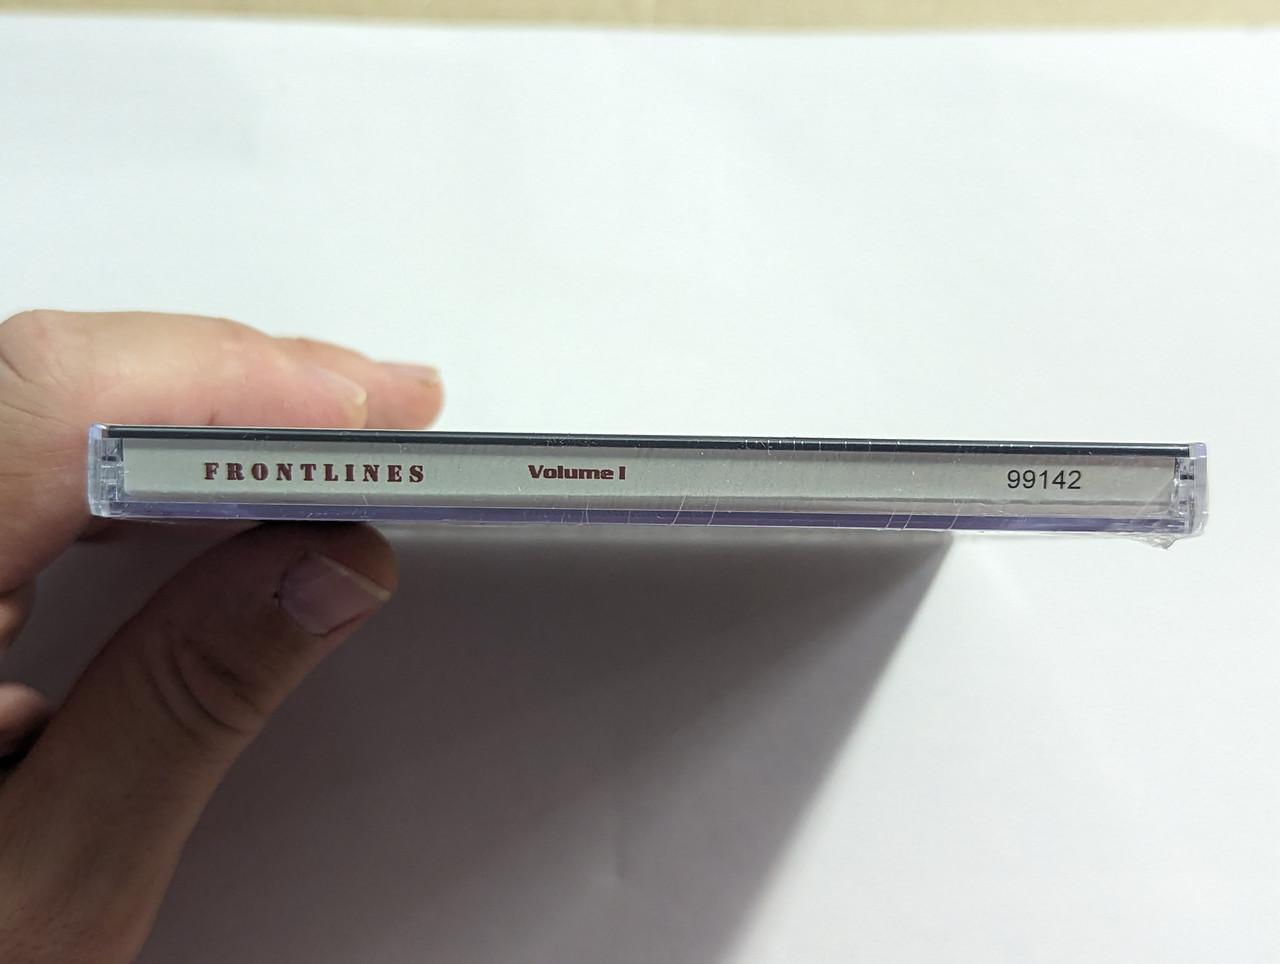 FRONTLINES Volume I 99142